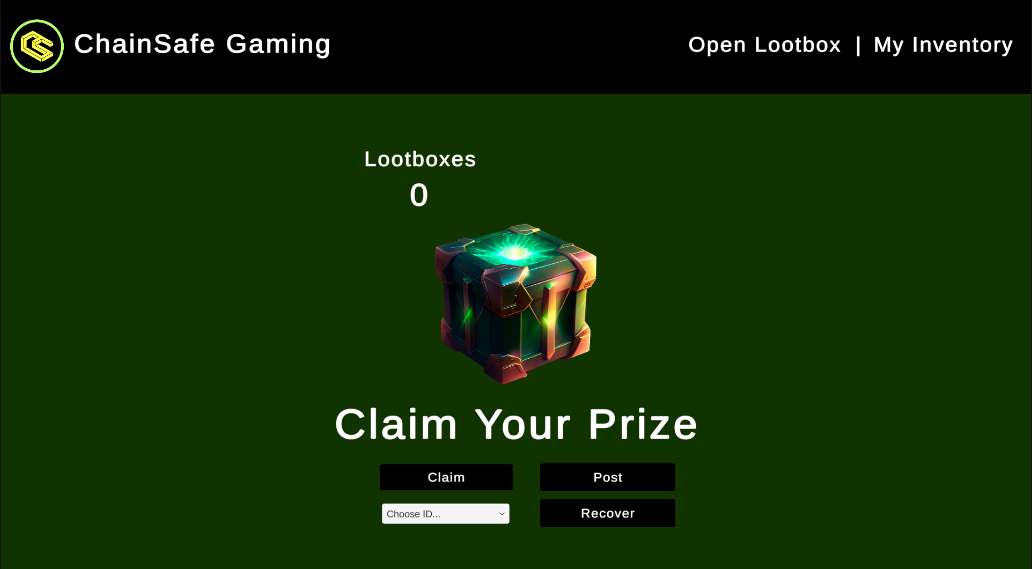 ChainSafe Gaming
Open Lootbox | My Inventory
Lootboxes
0
Claim Your Prize
Claim
Post
Choose ID...
Recover